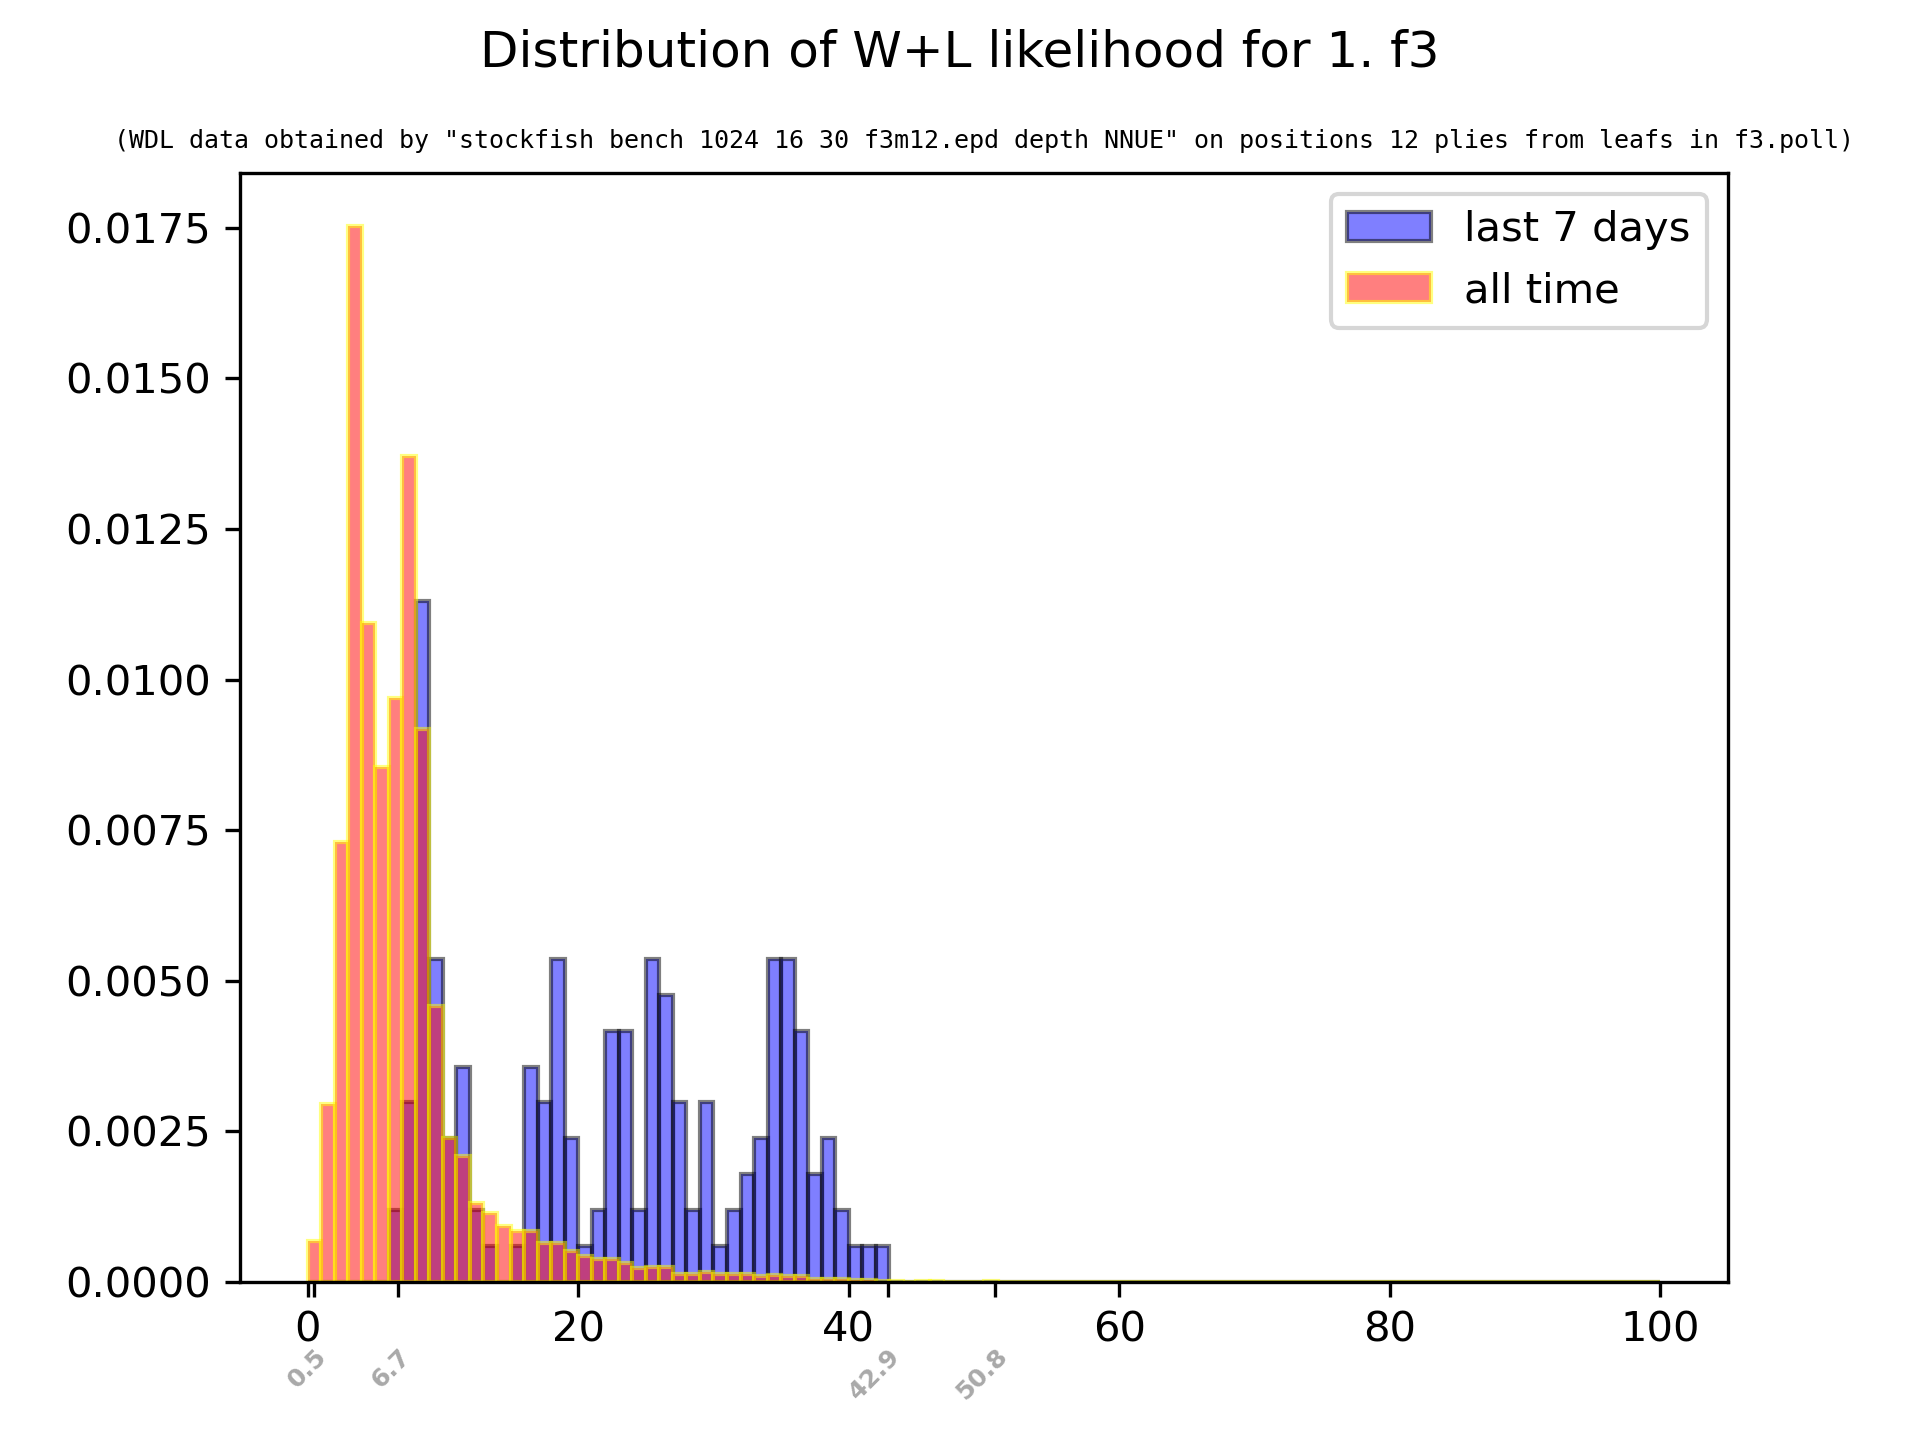 Distribution of W+L likelihood for 1. f3
(WDL data obtained by "stockfish bench 1024 16 30 f3m12.epd depth NNUE" on positions 12 plies from leafs in f3.poll)
last 7 days
all time
0.0175
0.0150
0.0125
0.0100
0.0075
0.0050
0.0025
0.0000
0 20 40 60 80 100
0.5 6.7 42.9 50.8